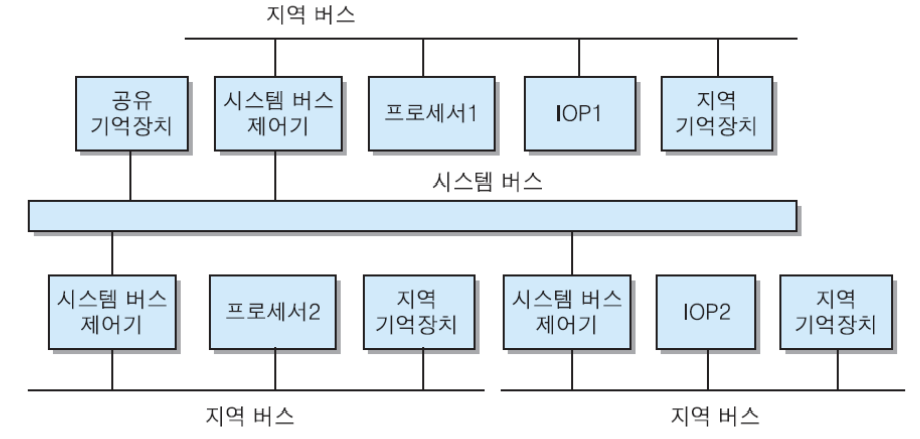 지역 버스
공유
기억장치
시스템 버스
제어기
프로세서1
IOP1
지역
기억장치
시스템 버스
시스템 버스
제어기
프로세서2
지역
기억장치
시스템 버스
제어기
IOP2
지역
기억장치
지역 버스
지역 버스